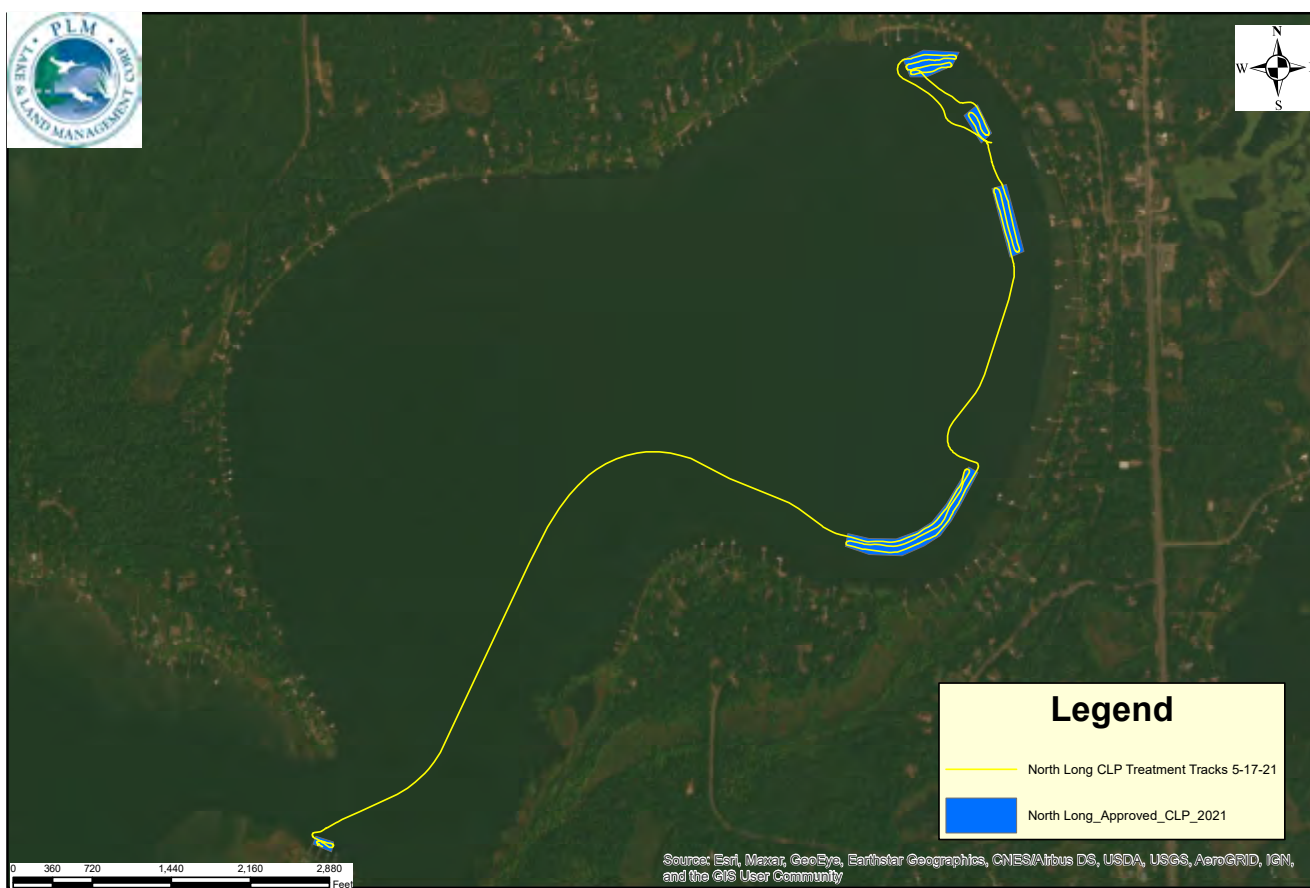 PLM
LAKE & LAND MANAGEMENT CORP
N
W
S
Legend
North Long CLP Treatment Tracks 5-17-21
North Long_Approved_CLP_2021
0 360 720 1,440 2,160 2,880
Feet
Source: Esri, Maxar, GeoEye, Earthstar Geographics, CNES/Airbus DS, USDA, USGS, AeroGRID, IGN,
and the GIS User Community